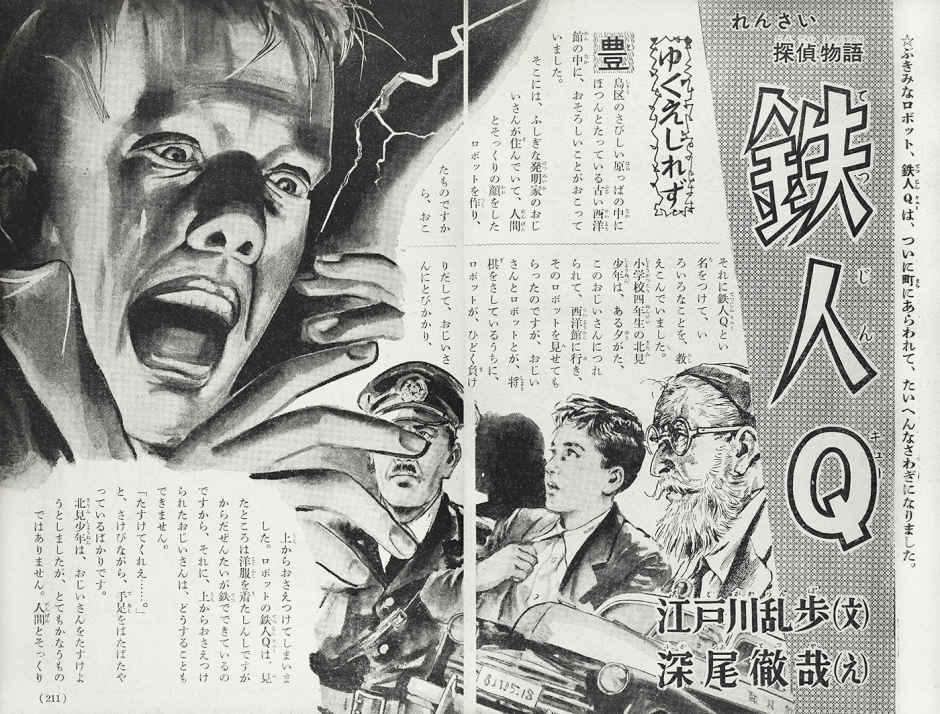 ☆ぶきみなロボット、鉄人Qは、ついに町にあらわれて、たいへんなさわぎになりました。
れんさい
探偵物語
鉄人Q
江戸川乱歩(文)
深尾徹哉(え)
ゆくえしれず
豊島区のさびしい原っぱの中に
ぽつんとたっている古い西洋
館の中に、おそろしいことがおこって
いました。
そこには、ふしぎな発明家のおじ
いさんが住んでいて、人間
とそっくりの顔をした
ロボットを作り、
それに鉄人Qとい
名をつけて、い
ろいろなことを、教
えこんでいました。
小学校四年生の北見
少年は、ある夕がた、
このおじいさんにつれ
られて、西洋館に行き、
そのロボットを見せても
らったのですが、おじい
さんとロボットとが、将
棋をさしているうちに、
ロボットが、ひどく負け
たものですか
ら、おこ
りだして、おじいさ
んにとびかかり、
上からおさえつけてしまいま
した。ロボットの鉄人Qは、見
たところは洋服を着たしんしですが
からだぜんたいが鉄でできているの
ですから、それに、上からおさえつけ
られたおじいさんは、どうすることも
できません。
「たすけてくれえ……。」
と、さけびながら、手足をばたばたや
っているばかりです。
北見少年は、おじいさんをたすけよ
うとしましたが、とてもかなうもの
ではありません。人間とそっくり
(211)